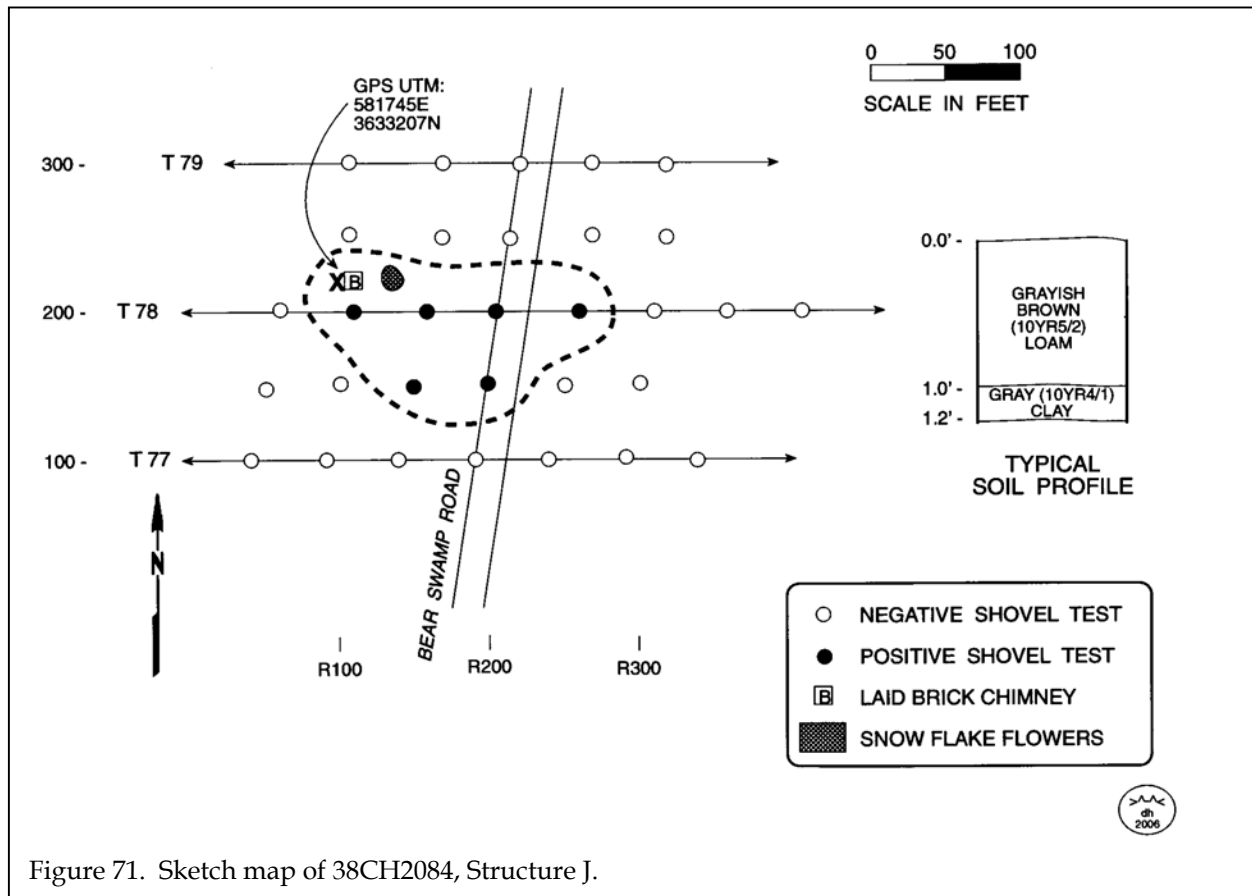 GPS UTM:
581745E
3633207N
0 50 100
SCALE IN FEET
300 - T 79
B
200 - T 78
100 - T 77
BEAR SWAMP ROAD
N
R100 R200 R300
0.0' -
GRAYISH
BROWN
(10YR5/2)
LOAM
1.0' -
GRAY (10YR4/1)
1.2' - CLAY
TYPICAL
SOIL PROFILE
NEGATIVE SHOVEL TEST
POSITIVE SHOVEL TEST
B LAID BRICK CHIMNEY
SNOW FLAKE FLOWERS
dh
2006
Figure 71. Sketch map of 38CH2084, Structure J.